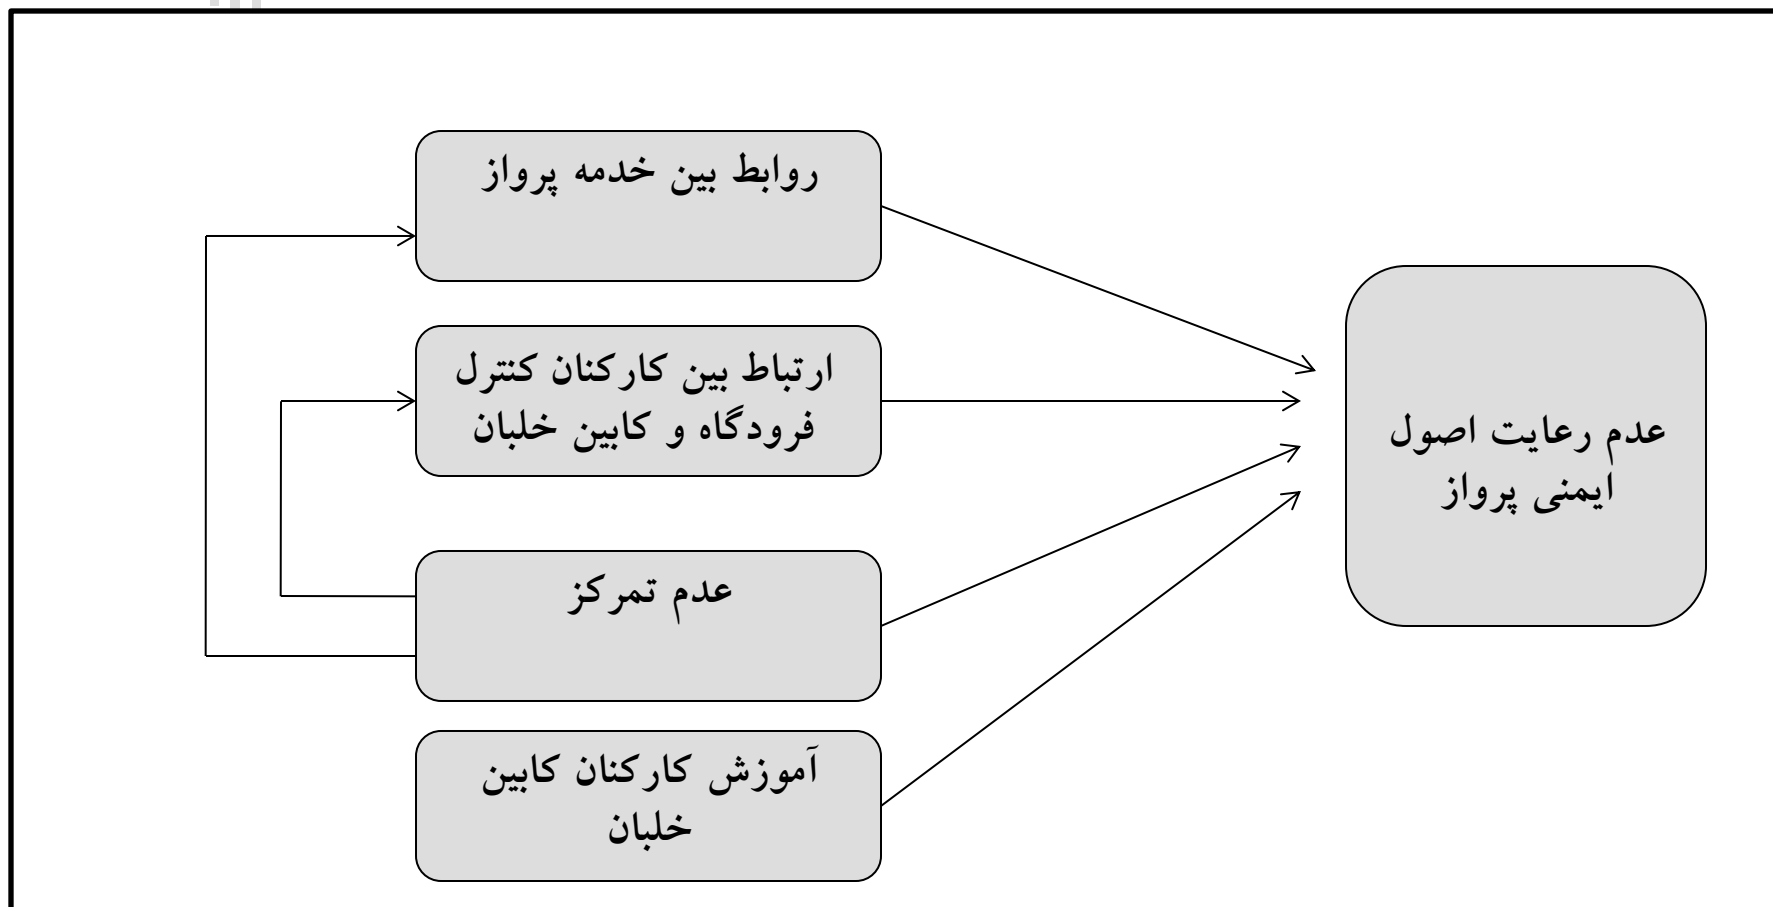 روابط بین خدمه پرواز
ارتباط بین کارکنان کنترل
فرودگاه و کابین خلبان
عدم تمرکز
آموزش کارکنان کابین
خلبان
عدم رعایت اصول
ایمنی پرواز